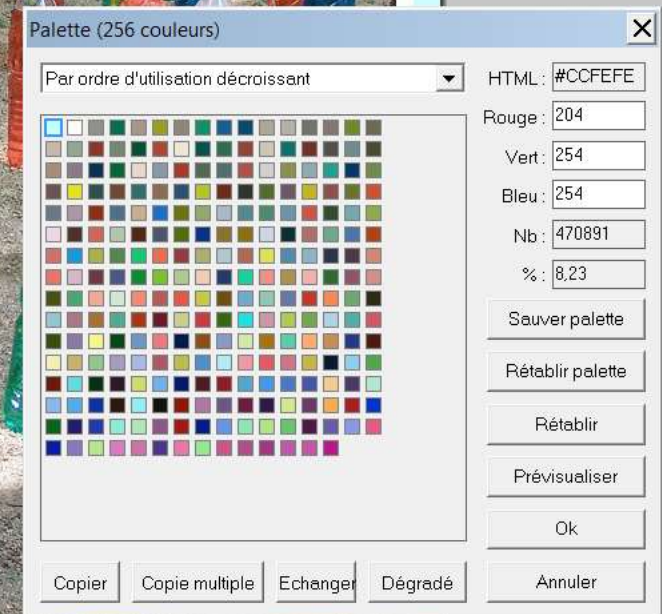 Palette (256 couleurs)
Par ordre d'utilisation décroissant
HTML : #CCFEFE
Rouge : 204
Vert : 254
Bleu : 254
Nb : 470891
% : 8,23
Sauver palette
Rétablir palette
Rétablir
Prévisualiser
Ok
Copier
Copie multiple
Echanger
Dégradé
Annuler